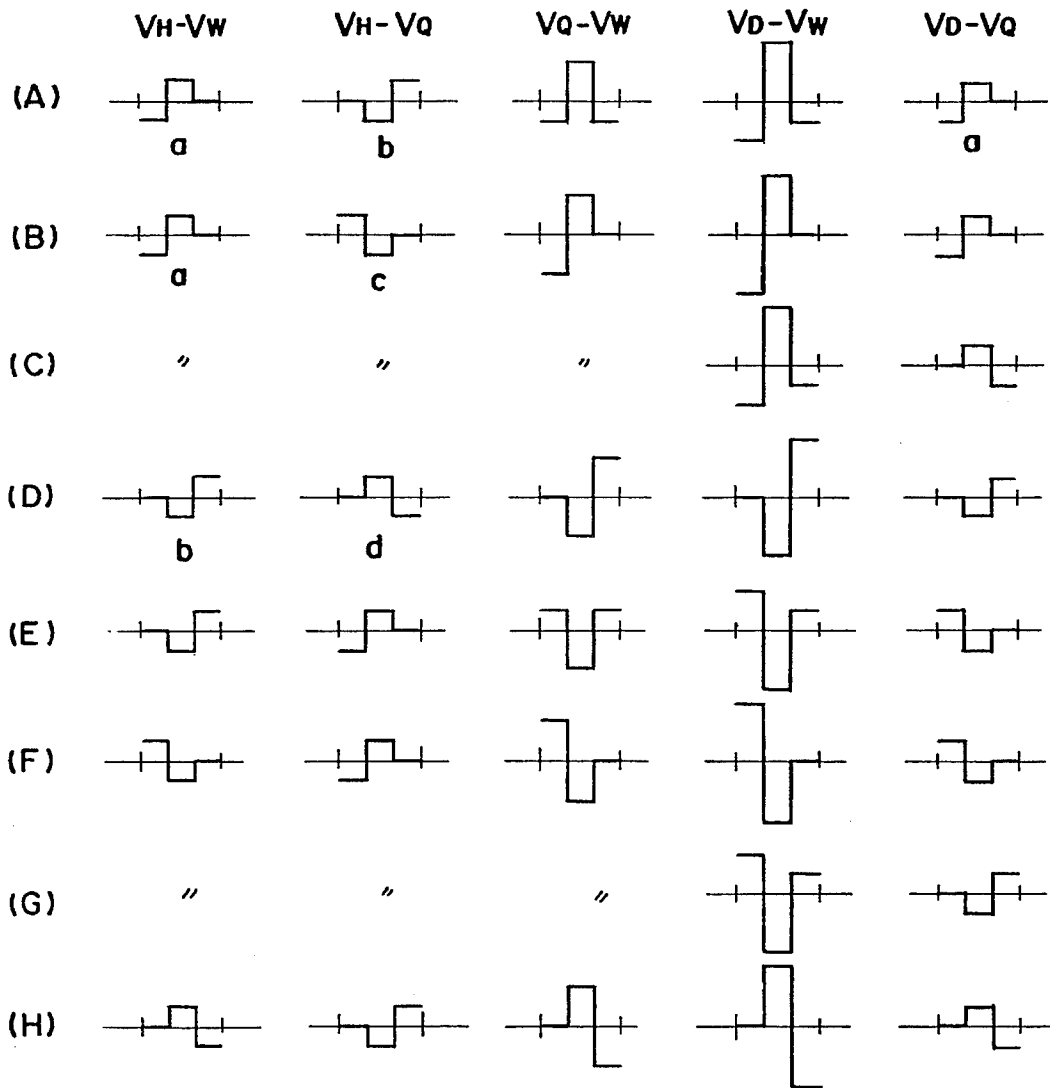 VH-VW VH-VQ VQ-VW VD-VW VD-VQ
(A)
a b a
(B)
a c
(C) 〃 〃 〃
(D)
b d
(E)
(F)
(G) 〃 〃 〃
(H)